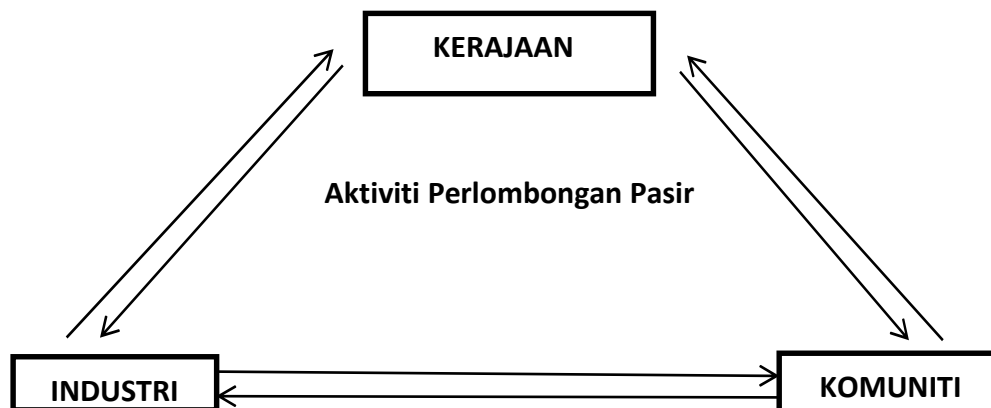 KERAJAAN
Aktiviti Perlombongan Pasir
INDUSTRI
KOMUNITI